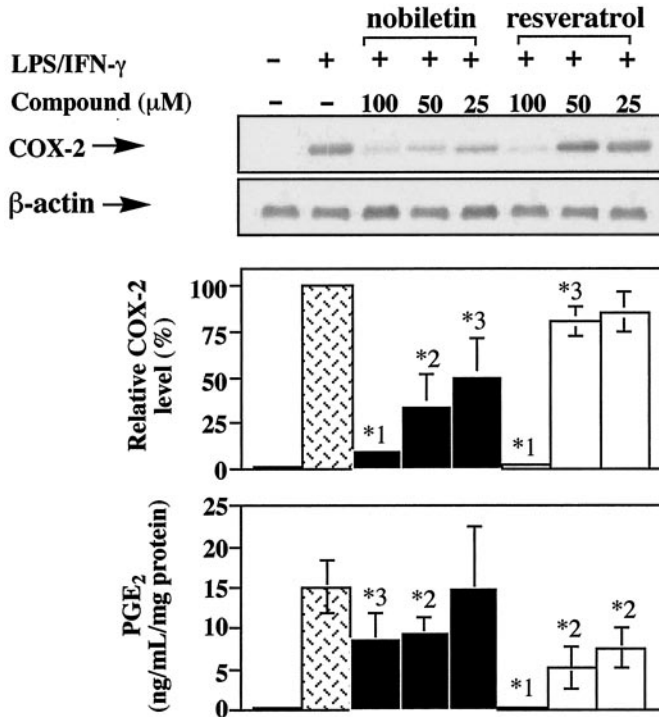 nobiletin resveratrol
LPS/IFN-γ - + + + + + + +
Compound (μM) - - 100 50 25 100 50 25
COX-2
β-actin
Relative COX-2
level (%)
100
75
50
25
0
*1
*2
*3
*1
*3
PGE₂
(ng/mL/mg protein)
25
20
15
10
5
0
*3
*2
*1
*2
*2